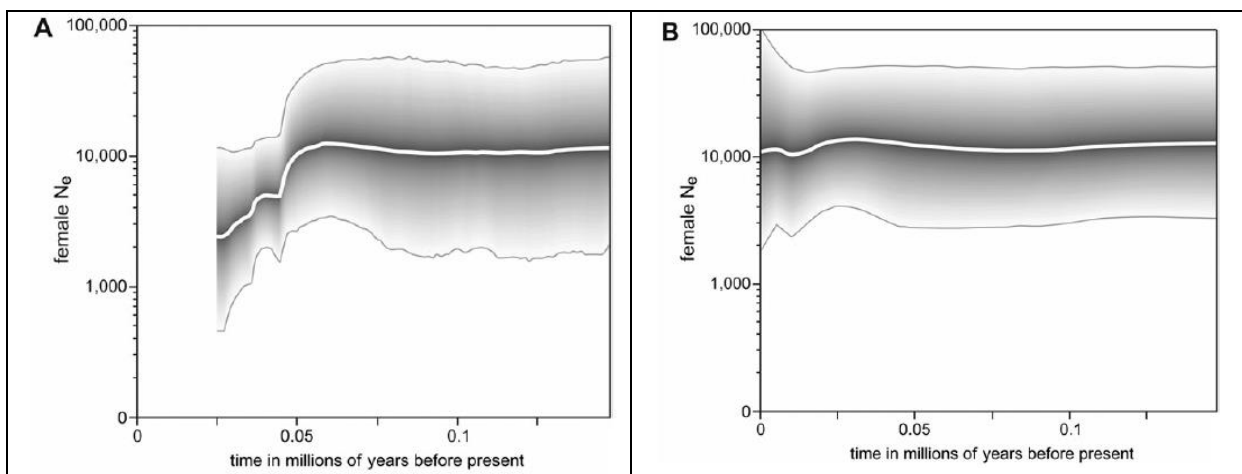 A
100,000
10,000
1,000
0
female Ne
0
0.05
0.1
time in millions of years before present
B
100,000
10,000
1,000
0
female Ne
0
0.05
0.1
time in millions of years before present